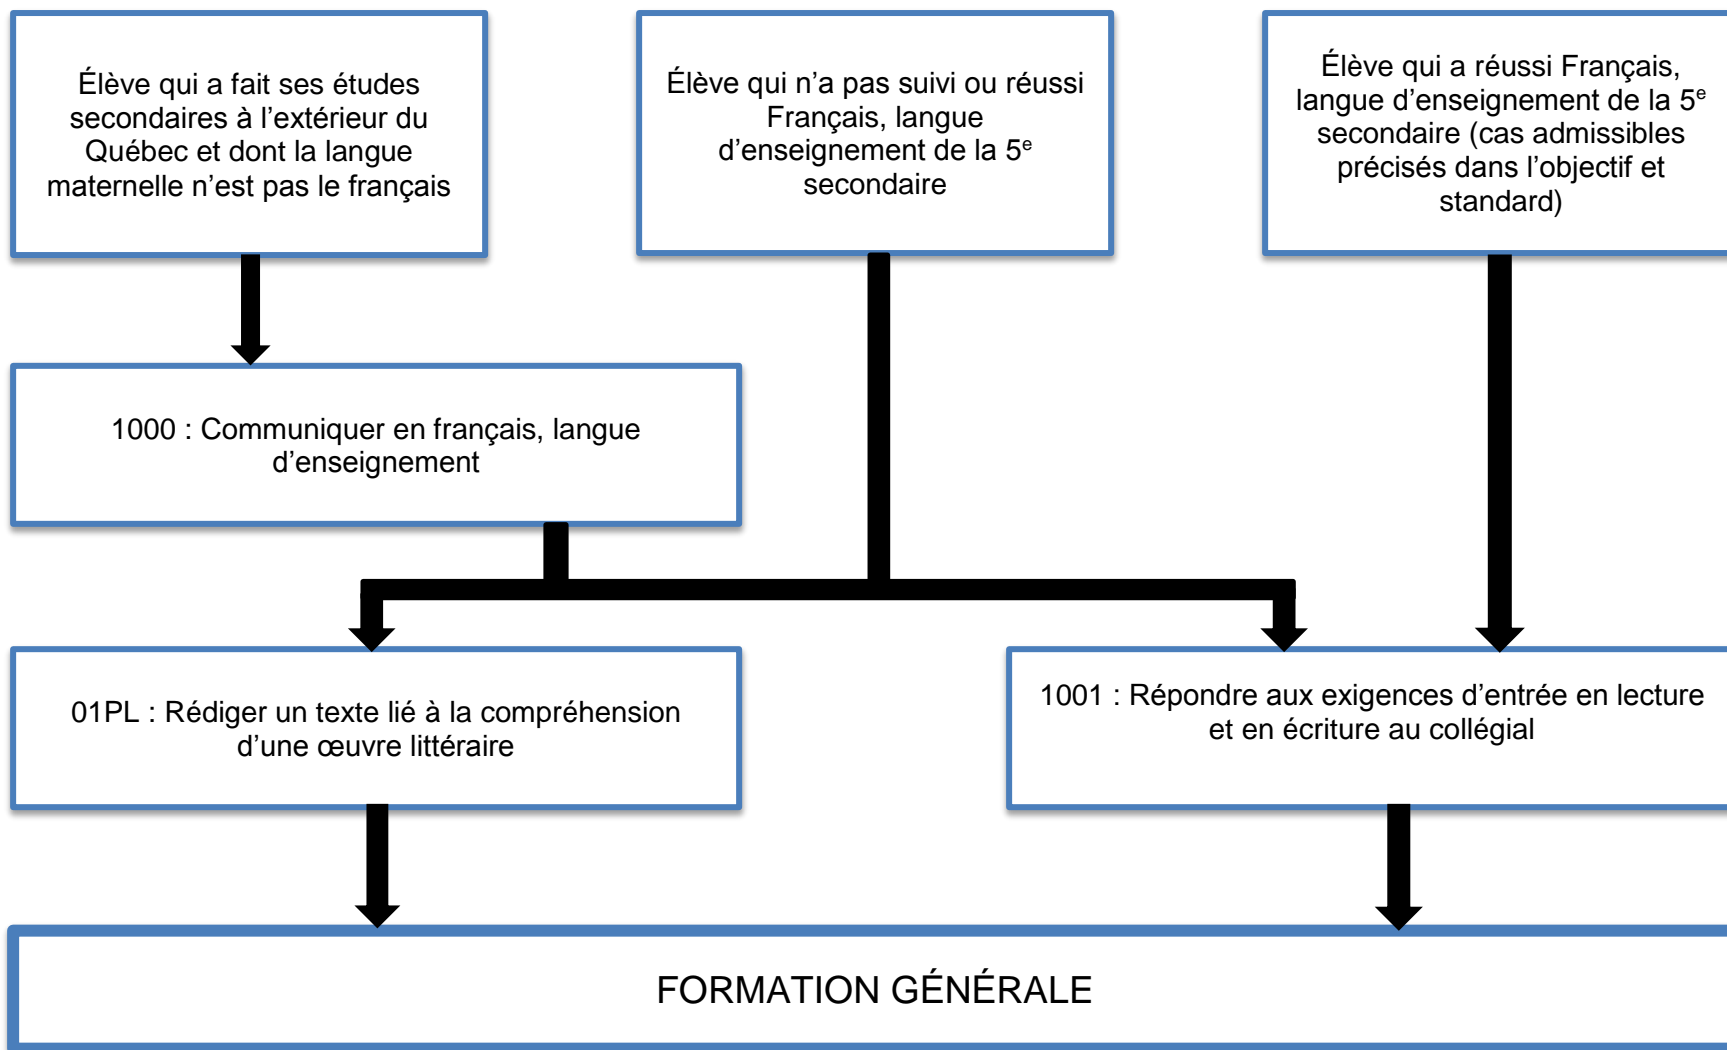 Élève qui a fait ses études
secondaires à l’extérieur du
Québec et dont la langue
maternelle n’est pas le français
Élève qui n’a pas suivi ou réussi
Français, langue
d’enseignement de la 5e
secondaire
Élève qui a réussi Français,
langue d’enseignement de la 5e
secondaire (cas admissibles
précisés dans l’objectif et
standard)
1000 : Communiquer en français, langue
d’enseignement
01PL : Rédiger un texte lié à la compréhension
d’une œuvre littéraire
1001 : Répondre aux exigences d’entrée en lecture
et en écriture au collégial
FORMATION GÉNÉRALE